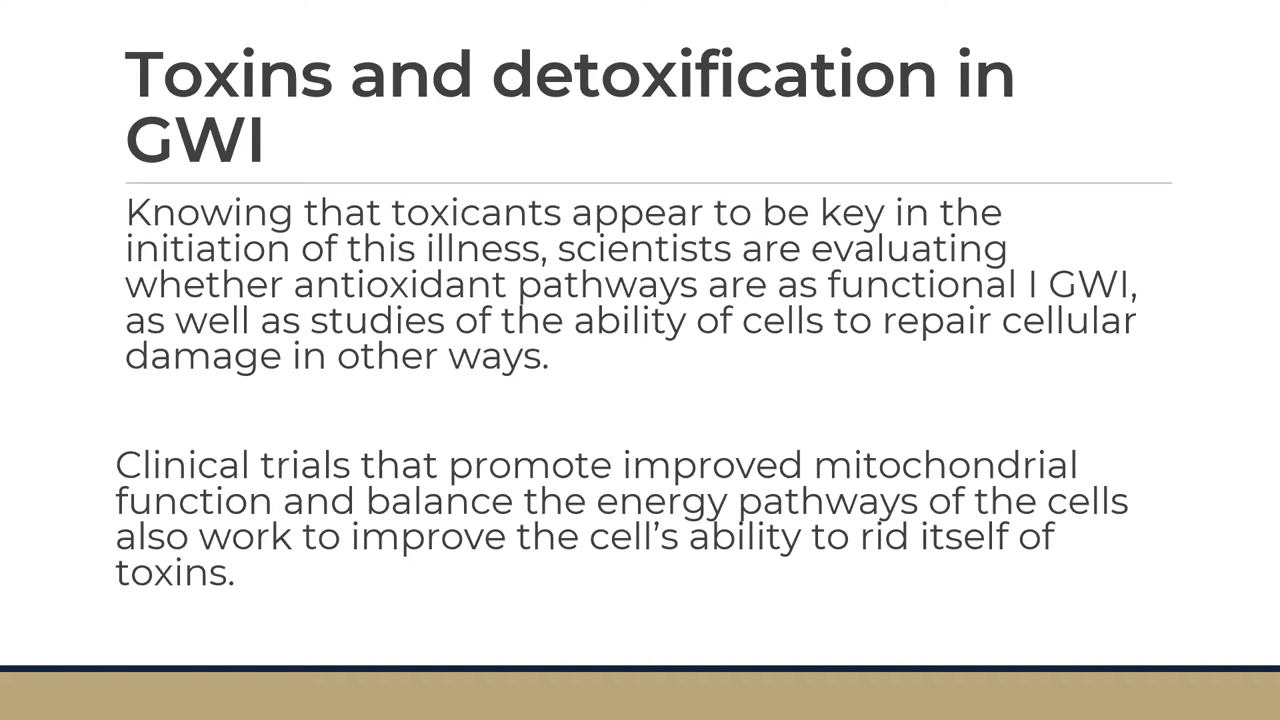 Toxins and detoxification in
GWI
Knowing that toxicants appear to be key in the
initiation of this illness, scientists are evaluating
whether antioxidant pathways are as functional I GWI,
as well as studies of the ability of cells to repair cellular
damage in other ways.
Clinical trials that promote improved mitochondrial
function and balance the energy pathways of the cells
also work to improve the cell’s ability to rid itself of
toxins.